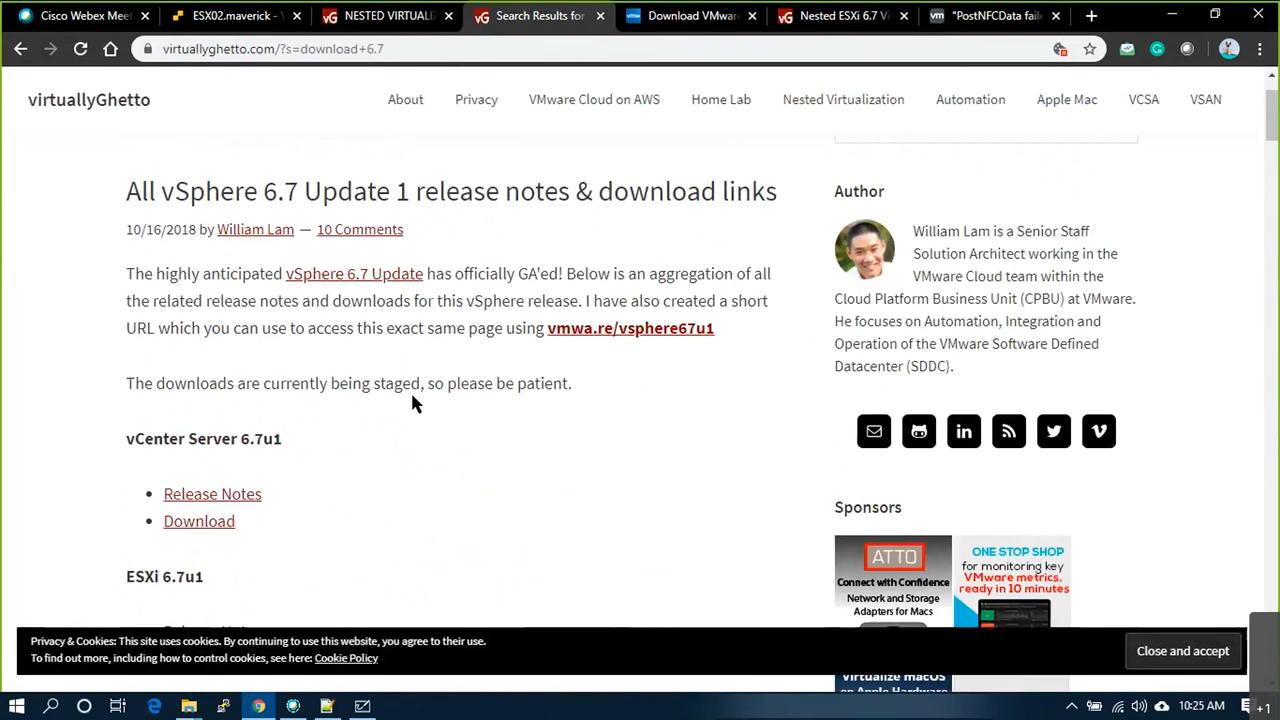 Cisco Webex Meet
ESX02.maverick -
NESTED VIRTUALIZ
Search Results for
Download VMwar
Nested ESXi 6.7 Vi
"PostNFCData fail
virtuallyghetto.com/?s=download+6.7
virtuallyGhetto
About
Privacy
VMware Cloud on AWS
Home Lab
Nested Virtualization
Automation
Apple Mac
VCSA
VSAN
All vSphere 6.7 Update 1 release notes & download links
10/16/2018 by William Lam — 10 Comments
The highly anticipated vSphere 6.7 Update has officially GA'ed! Below is an aggregation of all
the related release notes and downloads for this vSphere release. I have also created a short
URL which you can use to access this exact same page using vmwa.re/vsphere67u1
The downloads are currently being staged, so please be patient.
vCenter Server 6.7u1
Release Notes
Download
ESXi 6.7u1
Author
William Lam is a Senior Staff
Solution Architect working in the
VMware Cloud team within the
Cloud Platform Business Unit (CPBU) at VMware.
He focuses on Automation, Integration and
Operation of the VMware Software Defined
Datacenter (SDDC).
Sponsors
ATTO
Connect with Confidence
Network and Storage
Adapters for Macs
ONE STOP SHOP
for monitoring key
VMware metrics,
ready in 10 minutes
Virtualize macOS
on Apple Hardware
Privacy & Cookies: This site uses cookies. By continuing to use this website, you agree to their use.
To find out more, including how to control cookies, see here: Cookie Policy
Close and accept
10:25 AM
+1